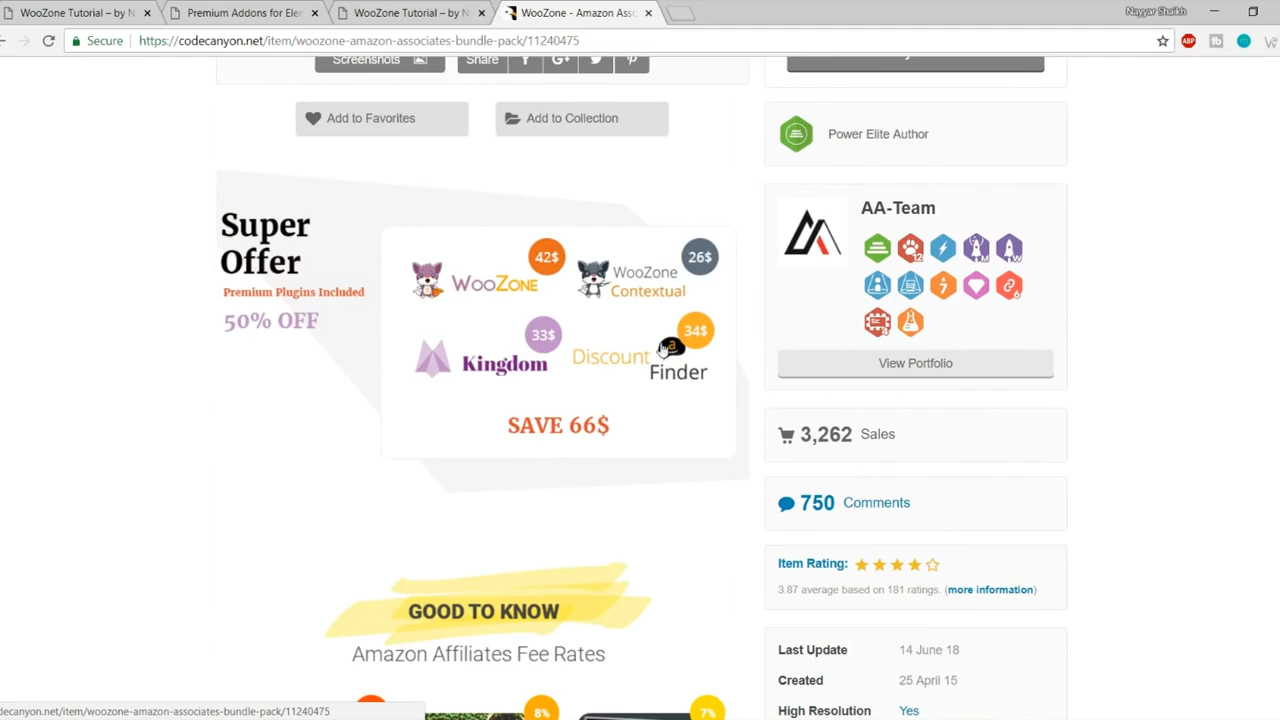 WooZone Tutorial – by N
Premium Addons for Ele
WooZone Tutorial – by N
WooZone - Amazon Ass
Nayyar Shaikh
Secure
https://codecanyon.net/item/woozone-amazon-associates-bundle-pack/11240475
ABP
Screenshots
Share
Add to Favorites
Add to Collection
Super
Offer
Premium Plugins Included
50% OFF
42$
WooZone
26$
WooZone
Contextual
33$
Kingdom
34$
Discount
Finder
SAVE 66$
GOOD TO KNOW
Amazon Affiliates Fee Rates
8%
7%
Power Elite Author
AA-Team
View Portfolio
3,262 Sales
750 Comments
Item Rating:
3.87 average based on 181 ratings. (more information)
Last Update 14 June 18
Created 25 April 15
High Resolution Yes
odecanyon.net/item/woozone-amazon-associates-bundle-pack/11240475